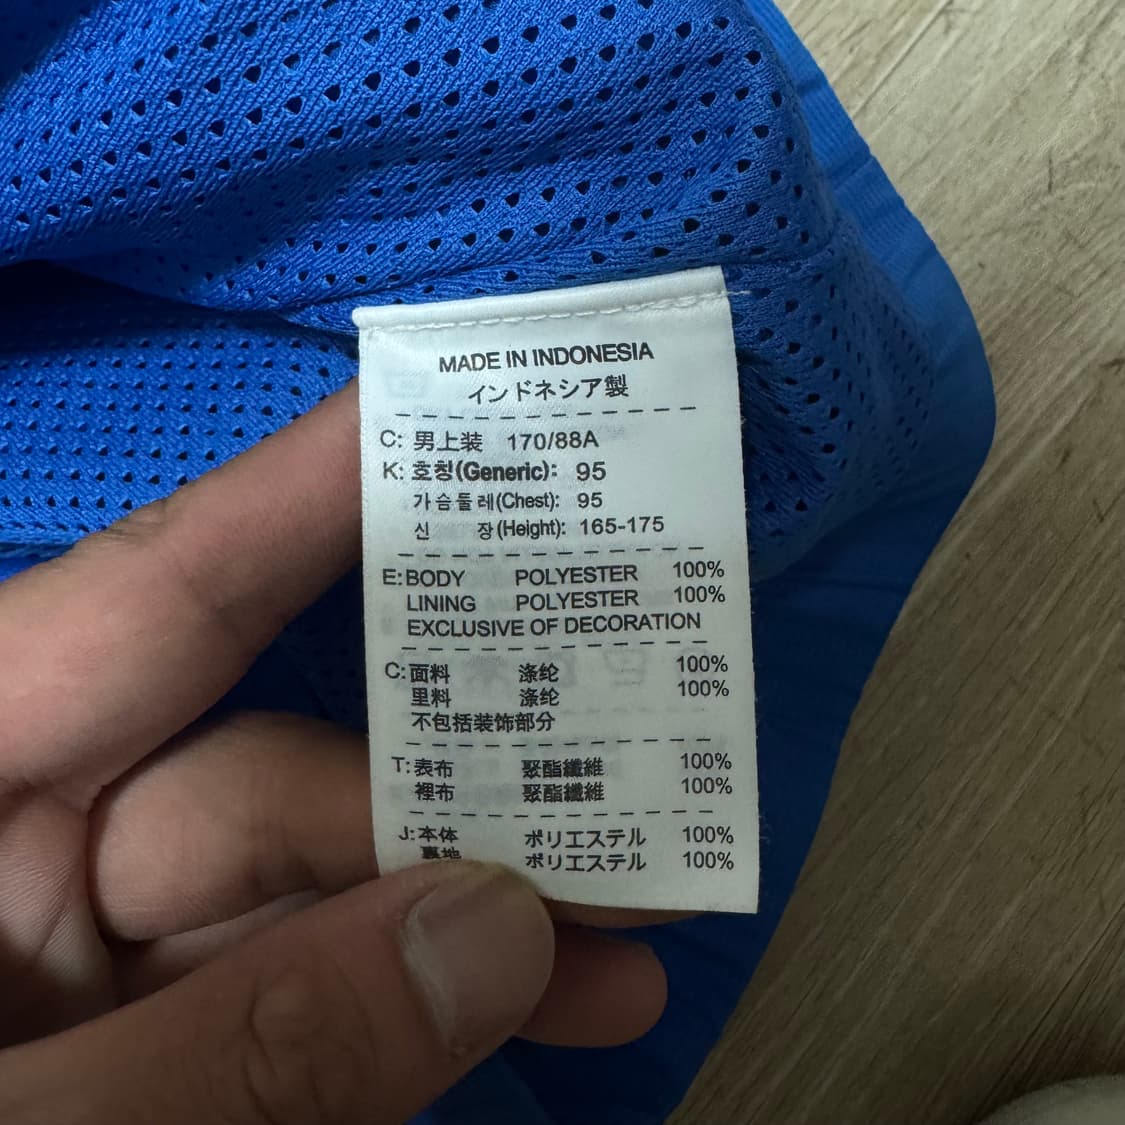 MADE IN INDONESIA
インドネシア製
C: 男上装 170/88A
K: 호칭(Generic): 95
가슴둘레(Chest): 95
신 장(Height): 165-175
E: BODY POLYESTER 100%
LINING POLYESTER 100%
EXCLUSIVE OF DECORATION
C: 面料 涤纶 100%
里料 涤纶 100%
不包括装饰部分
T: 表布 聚酯纖維 100%
裡布 聚酯纖維 100%
J: 本体 ポリエステル 100%
裏地 ポリエステル 100%